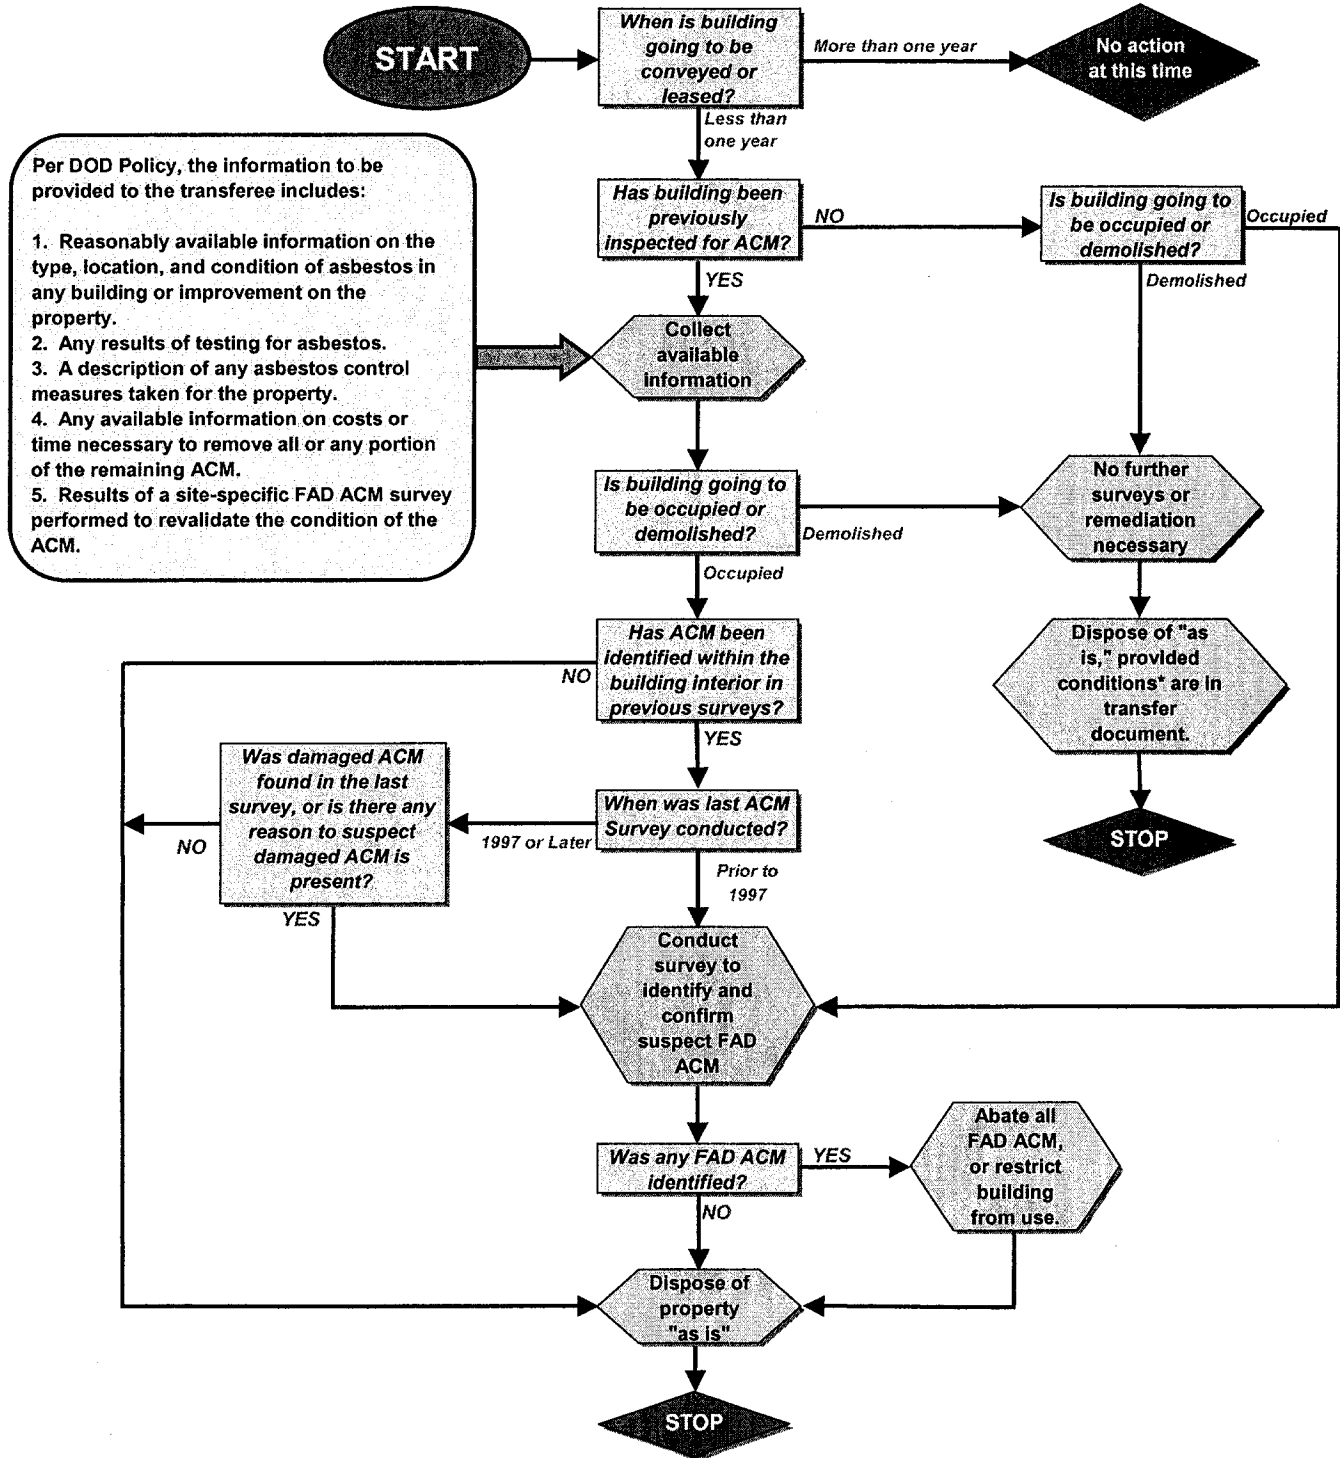 START
When is building
going to be
conveyed or
leased?
More than one year
No action
at this time
Less than
one year
Per DOD Policy, the information to be
provided to the transferee includes:
1. Reasonably available information on the
type, location, and condition of asbestos in
any building or improvement on the
property.
2. Any results of testing for asbestos.
3. A description of any asbestos control
measures taken for the property.
4. Any available information on costs or
time necessary to remove all or any portion
of the remaining ACM.
5. Results of a site-specific FAD ACM survey
performed to revalidate the condition of the
ACM.
Has building been
previously
inspected for ACM?
NO
Is building going to
be occupied or
demolished?
Occupied
Demolished
YES
Collect
available
information
Is building going to
be occupied or
demolished?
Demolished
Occupied
No further
surveys or
remediation
necessary
Dispose of "as
is," provided
conditions* are in
transfer
document.
STOP
Has ACM been
identified within the
building interior in
previous surveys?
NO
YES
When was last ACM
Survey conducted?
1997 or Later
Prior to
1997
Was damaged ACM
found in the last
survey, or is there any
reason to suspect
damaged ACM is
present?
NO
YES
Conduct
survey to
identify and
confirm
suspect FAD
ACM
Was any FAD ACM
identified?
YES
NO
Abate all
FAD ACM,
or restrict
building
from use.
Dispose of
property
"as is"
STOP